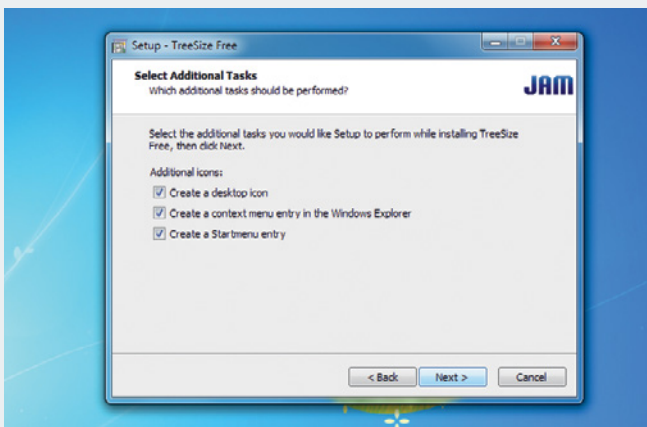 Setup - TreeSize Free
Select Additional Tasks
Which additional tasks should be performed?
JAM
Select the additional tasks you would like Setup to perform while installing TreeSize
Free, then click Next.
Additional icons:
Create a desktop icon
Create a context menu entry in the Windows Explorer
Create a Startmenu entry
< Back Next > Cancel